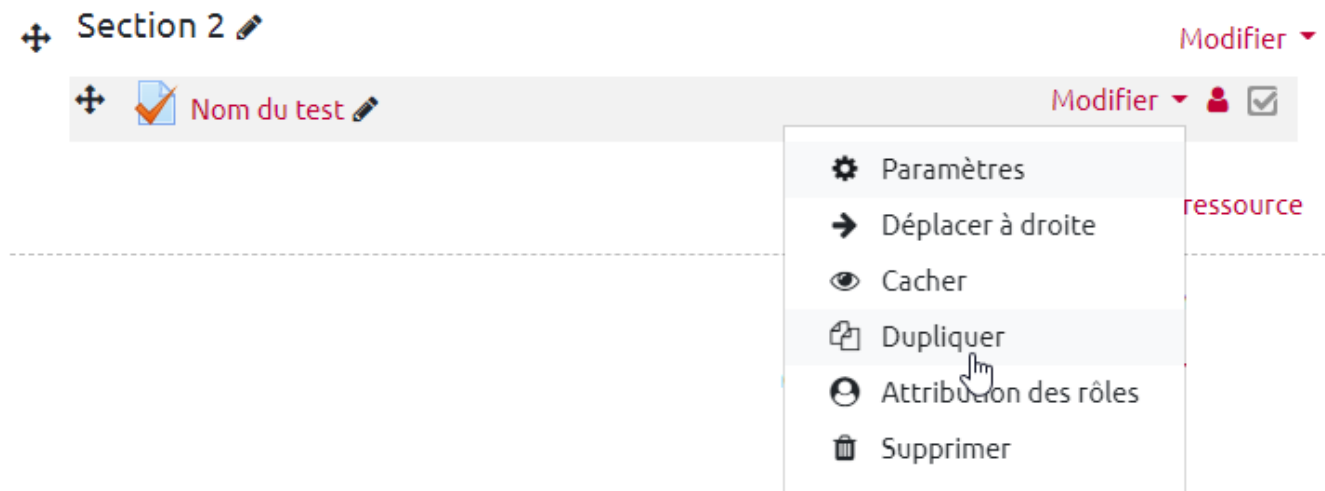 Section 2
Modifier
Nom du test
Modifier
Paramètres
ressource
Déplacer à droite
Cacher
Dupliquer
Attribution des rôles
Supprimer